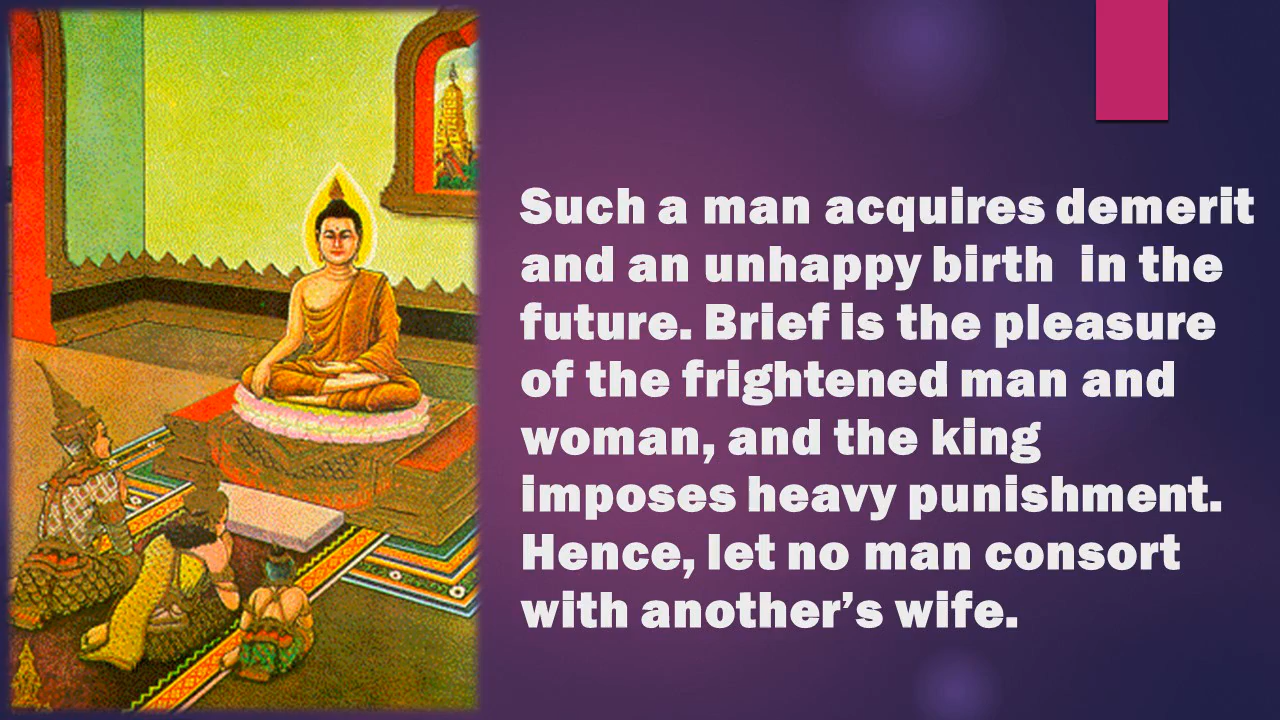 Such a man acquires demerit
and an unhappy birth  in the
future. Brief is the pleasure
of the frightened man and
woman, and the king
imposes heavy punishment.
Hence, let no man consort
with another’s wife.